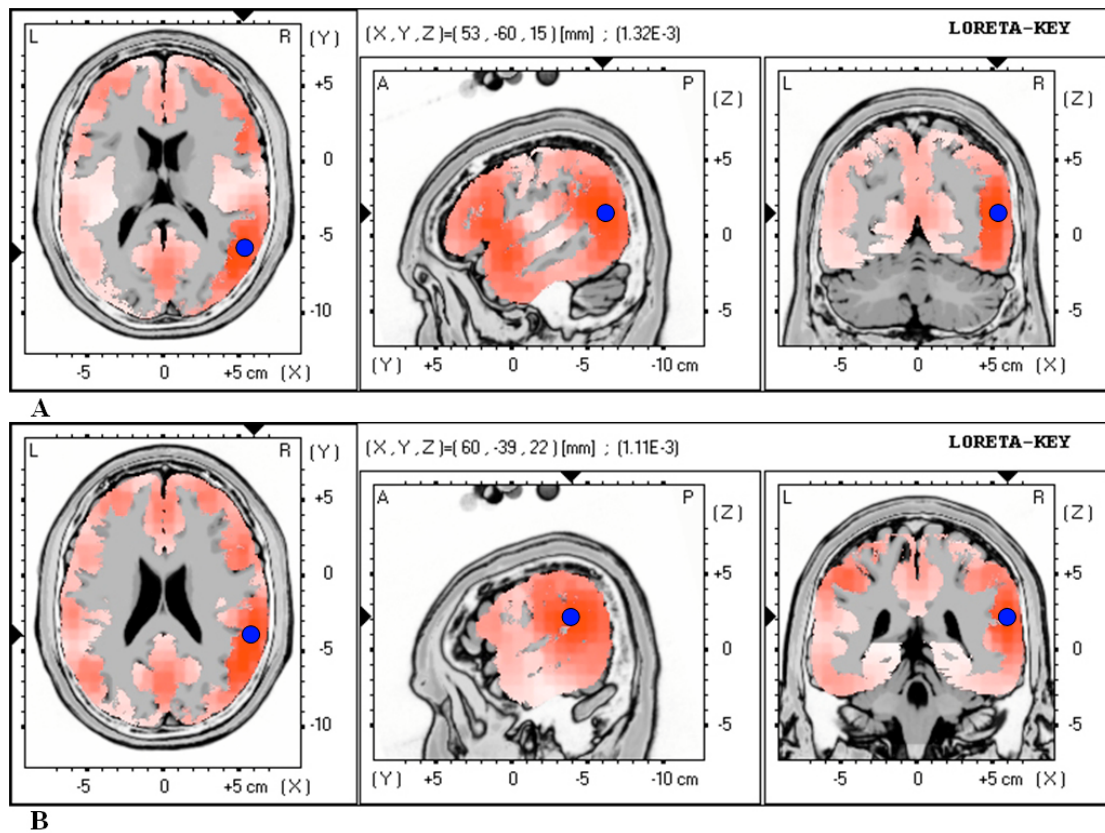 (X,Y,Z)=(53,-60,15)[mm] ; (1.32E-3) LORETA-KEY
L R (Y)
+5
0
-5
-10
-5 0 +5 cm (X)
A P (Z)
+5
0
-5
(Y) +5 0 -5 -10 cm
L R (Z)
+5
0
-5
-5 0 +5 cm (X)
A
(X,Y,Z)=(60,-39,22)[mm] ; (1.11E-3) LORETA-KEY
L R (Y)
+5
0
-5
-10
-5 0 +5 cm (X)
A P (Z)
+5
0
-5
(Y) +5 0 -5 -10 cm
L R (Z)
+5
0
-5
-5 0 +5 cm (X)
B